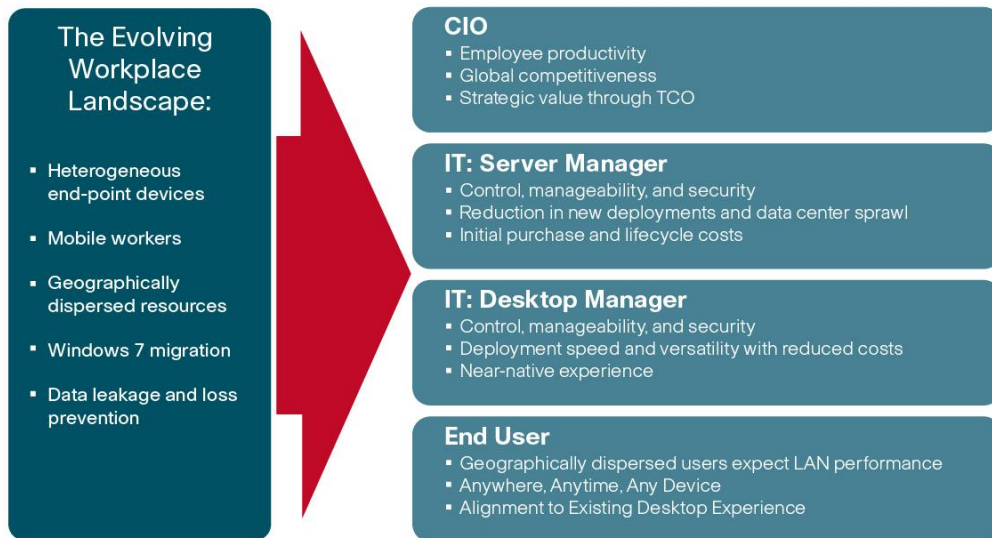 The Evolving
Workplace
Landscape:
▪ Heterogeneous
end-point devices
▪ Mobile workers
▪ Geographically
dispersed resources
▪ Windows 7 migration
▪ Data leakage and loss
prevention
CIO
▪ Employee productivity
▪ Global competitiveness
▪ Strategic value through TCO
IT: Server Manager
▪ Control, manageability, and security
▪ Reduction in new deployments and data center sprawl
▪ Initial purchase and lifecycle costs
IT: Desktop Manager
▪ Control, manageability, and security
▪ Deployment speed and versatility with reduced costs
▪ Near-native experience
End User
▪ Geographically dispersed users expect LAN performance
▪ Anywhere, Anytime, Any Device
▪ Alignment to Existing Desktop Experience